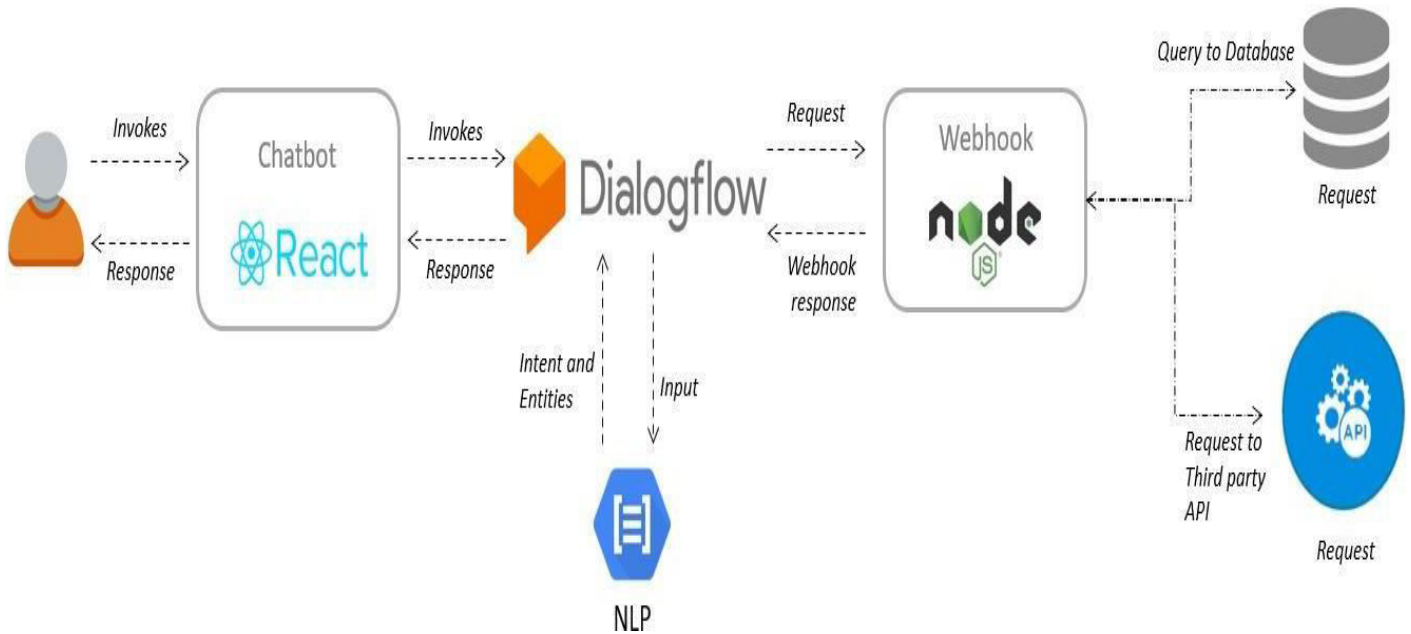 Invokes
Response
Chatbot
React
Invokes
Response
Dialogflow
Intent and
Entities
Input
NLP
Request
Webhook
response
Webhook
node
JS
Query to Database
Request
Request to
Third party
API
API
Request